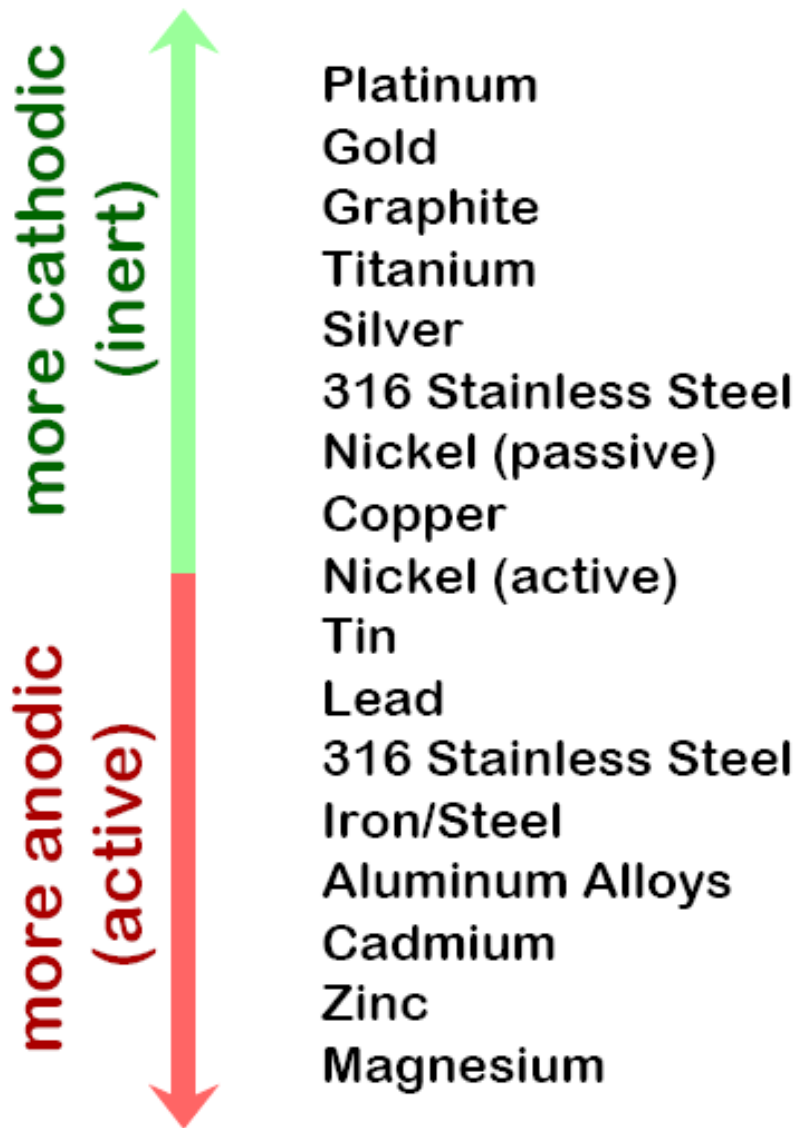 more cathodic
(inert)
more anodic
(active)
Platinum
Gold
Graphite
Titanium
Silver
316 Stainless Steel
Nickel (passive)
Copper
Nickel (active)
Tin
Lead
316 Stainless Steel
Iron/Steel
Aluminum Alloys
Cadmium
Zinc
Magnesium